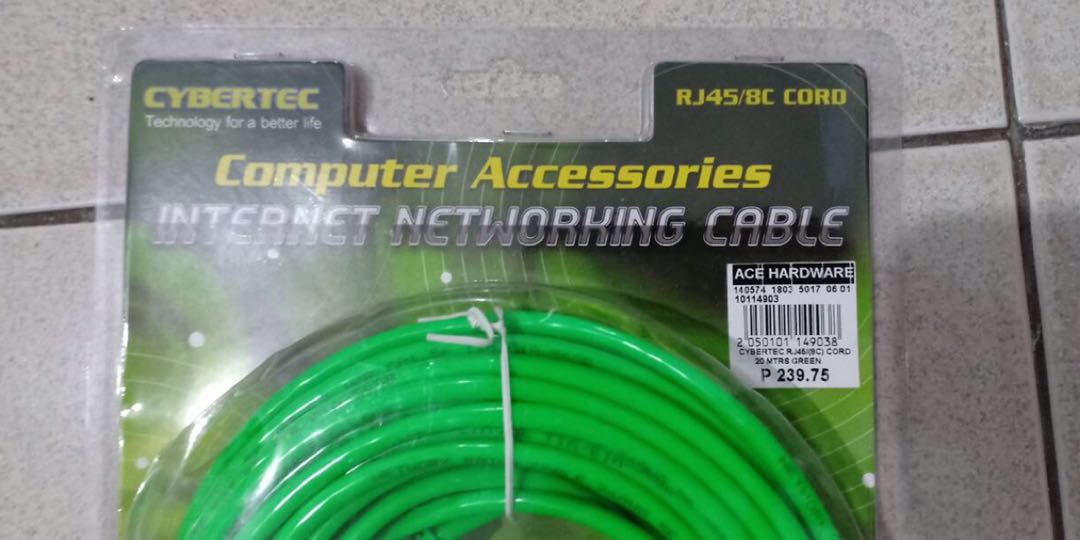 CYBERTEC
Technology for a better life
RJ45/8C CORD
Computer Accessories
INTERNET NETWORKING CABLE
ACE HARDWARE
140574 1803 5017 06 01
10114903
2 050101 149038
CYBERTEC RJ45/(8C) CORD
20 MTRS GREEN
P 239.75